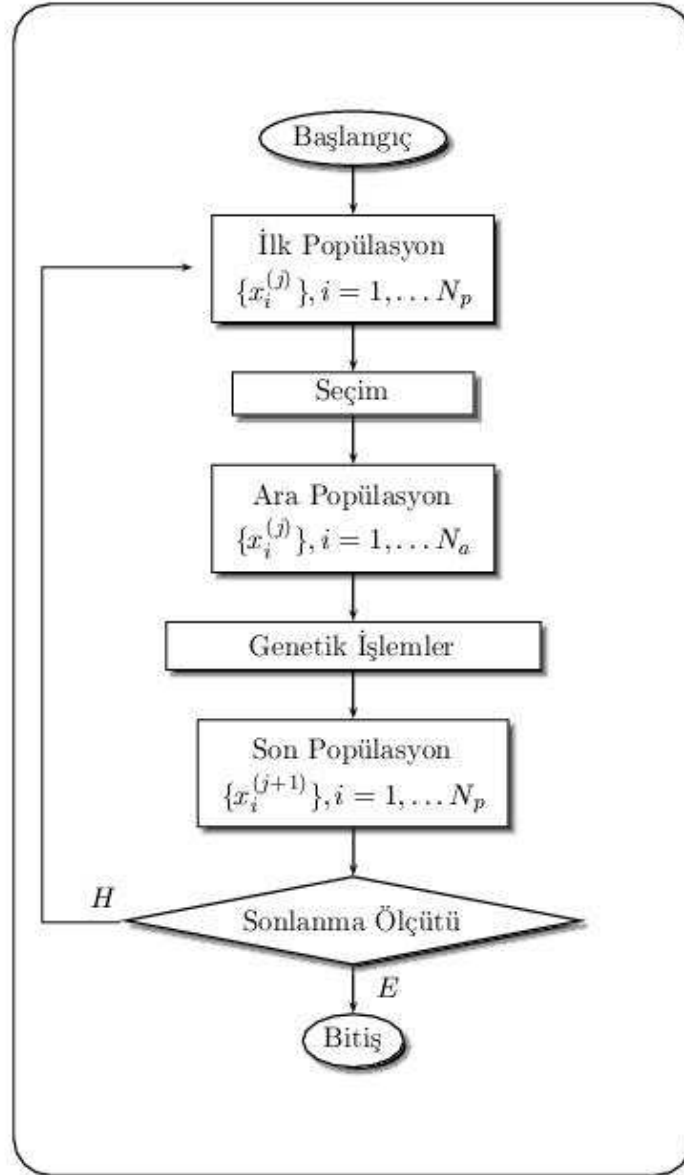 Başlangıç
İlk Popülasyon
{x_i^{(j)}}, i = 1, . . . N_p
Seçim
Ara Popülasyon
{x_i^{(j)}}, i = 1, . . . N_a
Genetik İşlemler
Son Popülasyon
{x_i^{(j+1)}}, i = 1, . . . N_p
H
Sonlanma Ölçütü
E
Bitiş